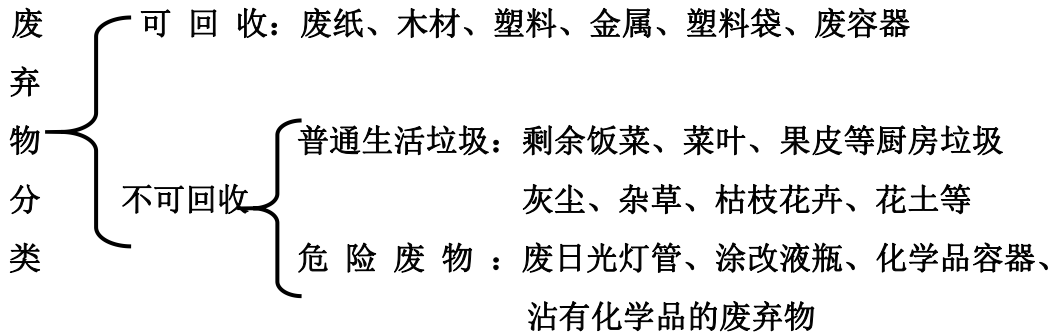 废弃物分类
可回收：废纸、木材、塑料、金属、塑料袋、废容器
不可回收
普通生活垃圾：剩余饭菜、菜叶、果皮等厨房垃圾
灰尘、杂草、枯枝花卉、花土等
危险废物：废日光灯管、涂改液瓶、化学品容器、
沾有化学品的废弃物